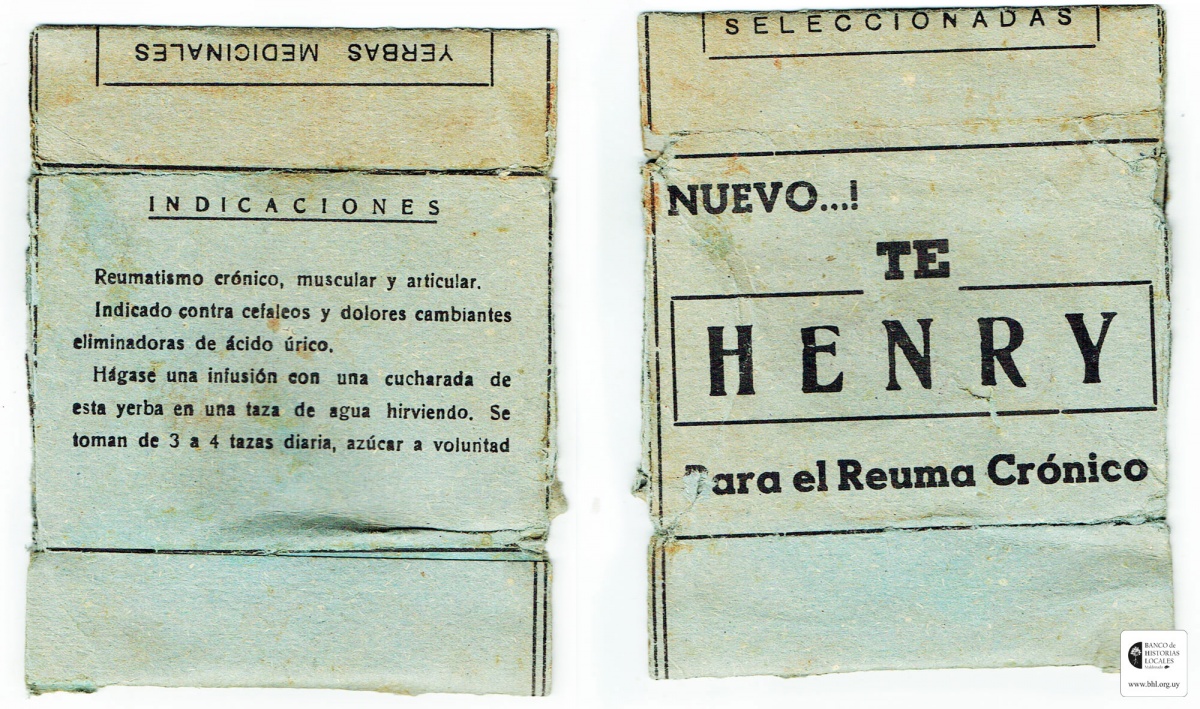 YERBAS MEDICINALES
INDICACIONES
Reumatismo crónico, muscular y articular.
Indicado contra cefaleos y dolores cambiantes
eliminadoras de ácido úrico.
Hágase una infusión con una cucharada de
esta yerba en una taza de agua hirviendo. Se
toman de 3 a 4 tazas diaria, azúcar a voluntad
SELECCIONADAS
NUEVO...!
TE
HENRY
Para el Reuma Crónico
BANCO de
HISTORIAS
LOCALES
www.bhl.org.uy